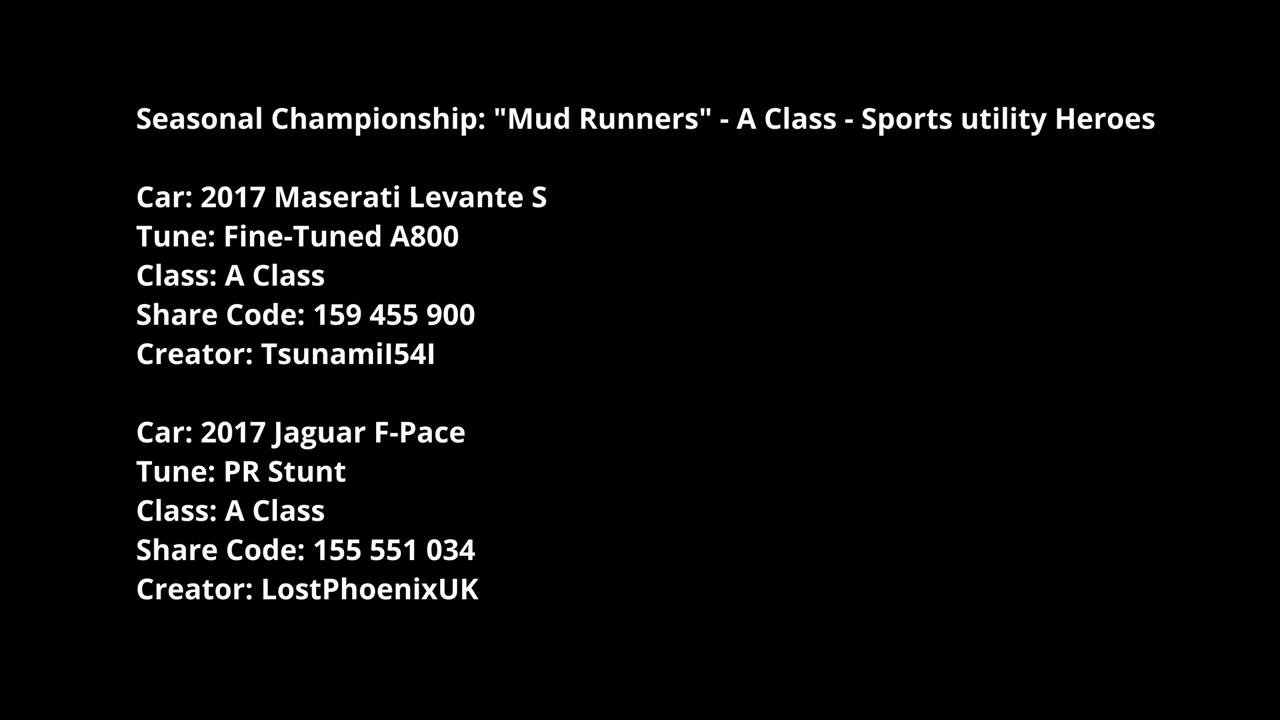 Seasonal Championship: "Mud Runners" - A Class - Sports utility Heroes
Car: 2017 Maserati Levante S
Tune: Fine-Tuned A800
Class: A Class
Share Code: 159 455 900
Creator: TsunamiI54I
Car: 2017 Jaguar F-Pace
Tune: PR Stunt
Class: A Class
Share Code: 155 551 034
Creator: LostPhoenixUK